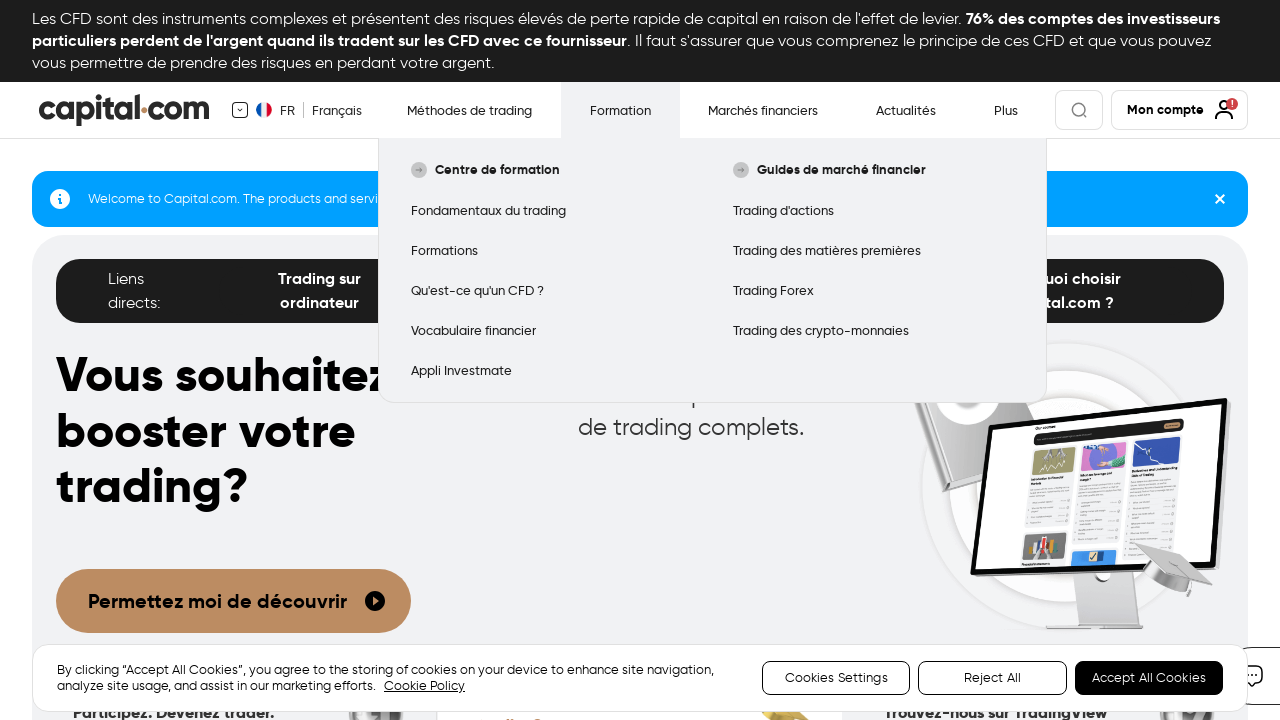 Les CFD sont des instruments complexes et présentent des risques élevés de perte rapide de capital en raison de l'effet de levier. 76% des comptes des investisseurs
particuliers perdent de l'argent quand ils tradent sur les CFD avec ce fournisseur. Il faut s'assurer que vous comprenez le principe de ces CFD et que vous pouvez
vous permettre de prendre des risques en perdant votre argent.
capital.com
FR
Français
Méthodes de trading
Formation
Marchés financiers
Actualités
Plus
Mon compte
Centre de formation
Fondamentaux du trading
Formations
Qu'est-ce qu'un CFD ?
Vocabulaire financier
Appli Investmate
Guides de marché financier
Trading d'actions
Trading des matières premières
Trading Forex
Trading des crypto-monnaies
Welcome to Capital.com. The products and servi
Liens
directs:
Trading sur
ordinateur
choisir
tal.com ?
Vous souhaitez
booster votre
trading?
de trading complets.
Our courses
Permettez moi de découvrir
By clicking “Accept All Cookies”, you agree to the storing of cookies on your device to enhance site navigation,
analyze site usage, and assist in our marketing efforts. Cookie Policy
Cookies Settings
Reject All
Accept All Cookies
Participez. Devenez trader.
Trouvez-nous sur TradingView